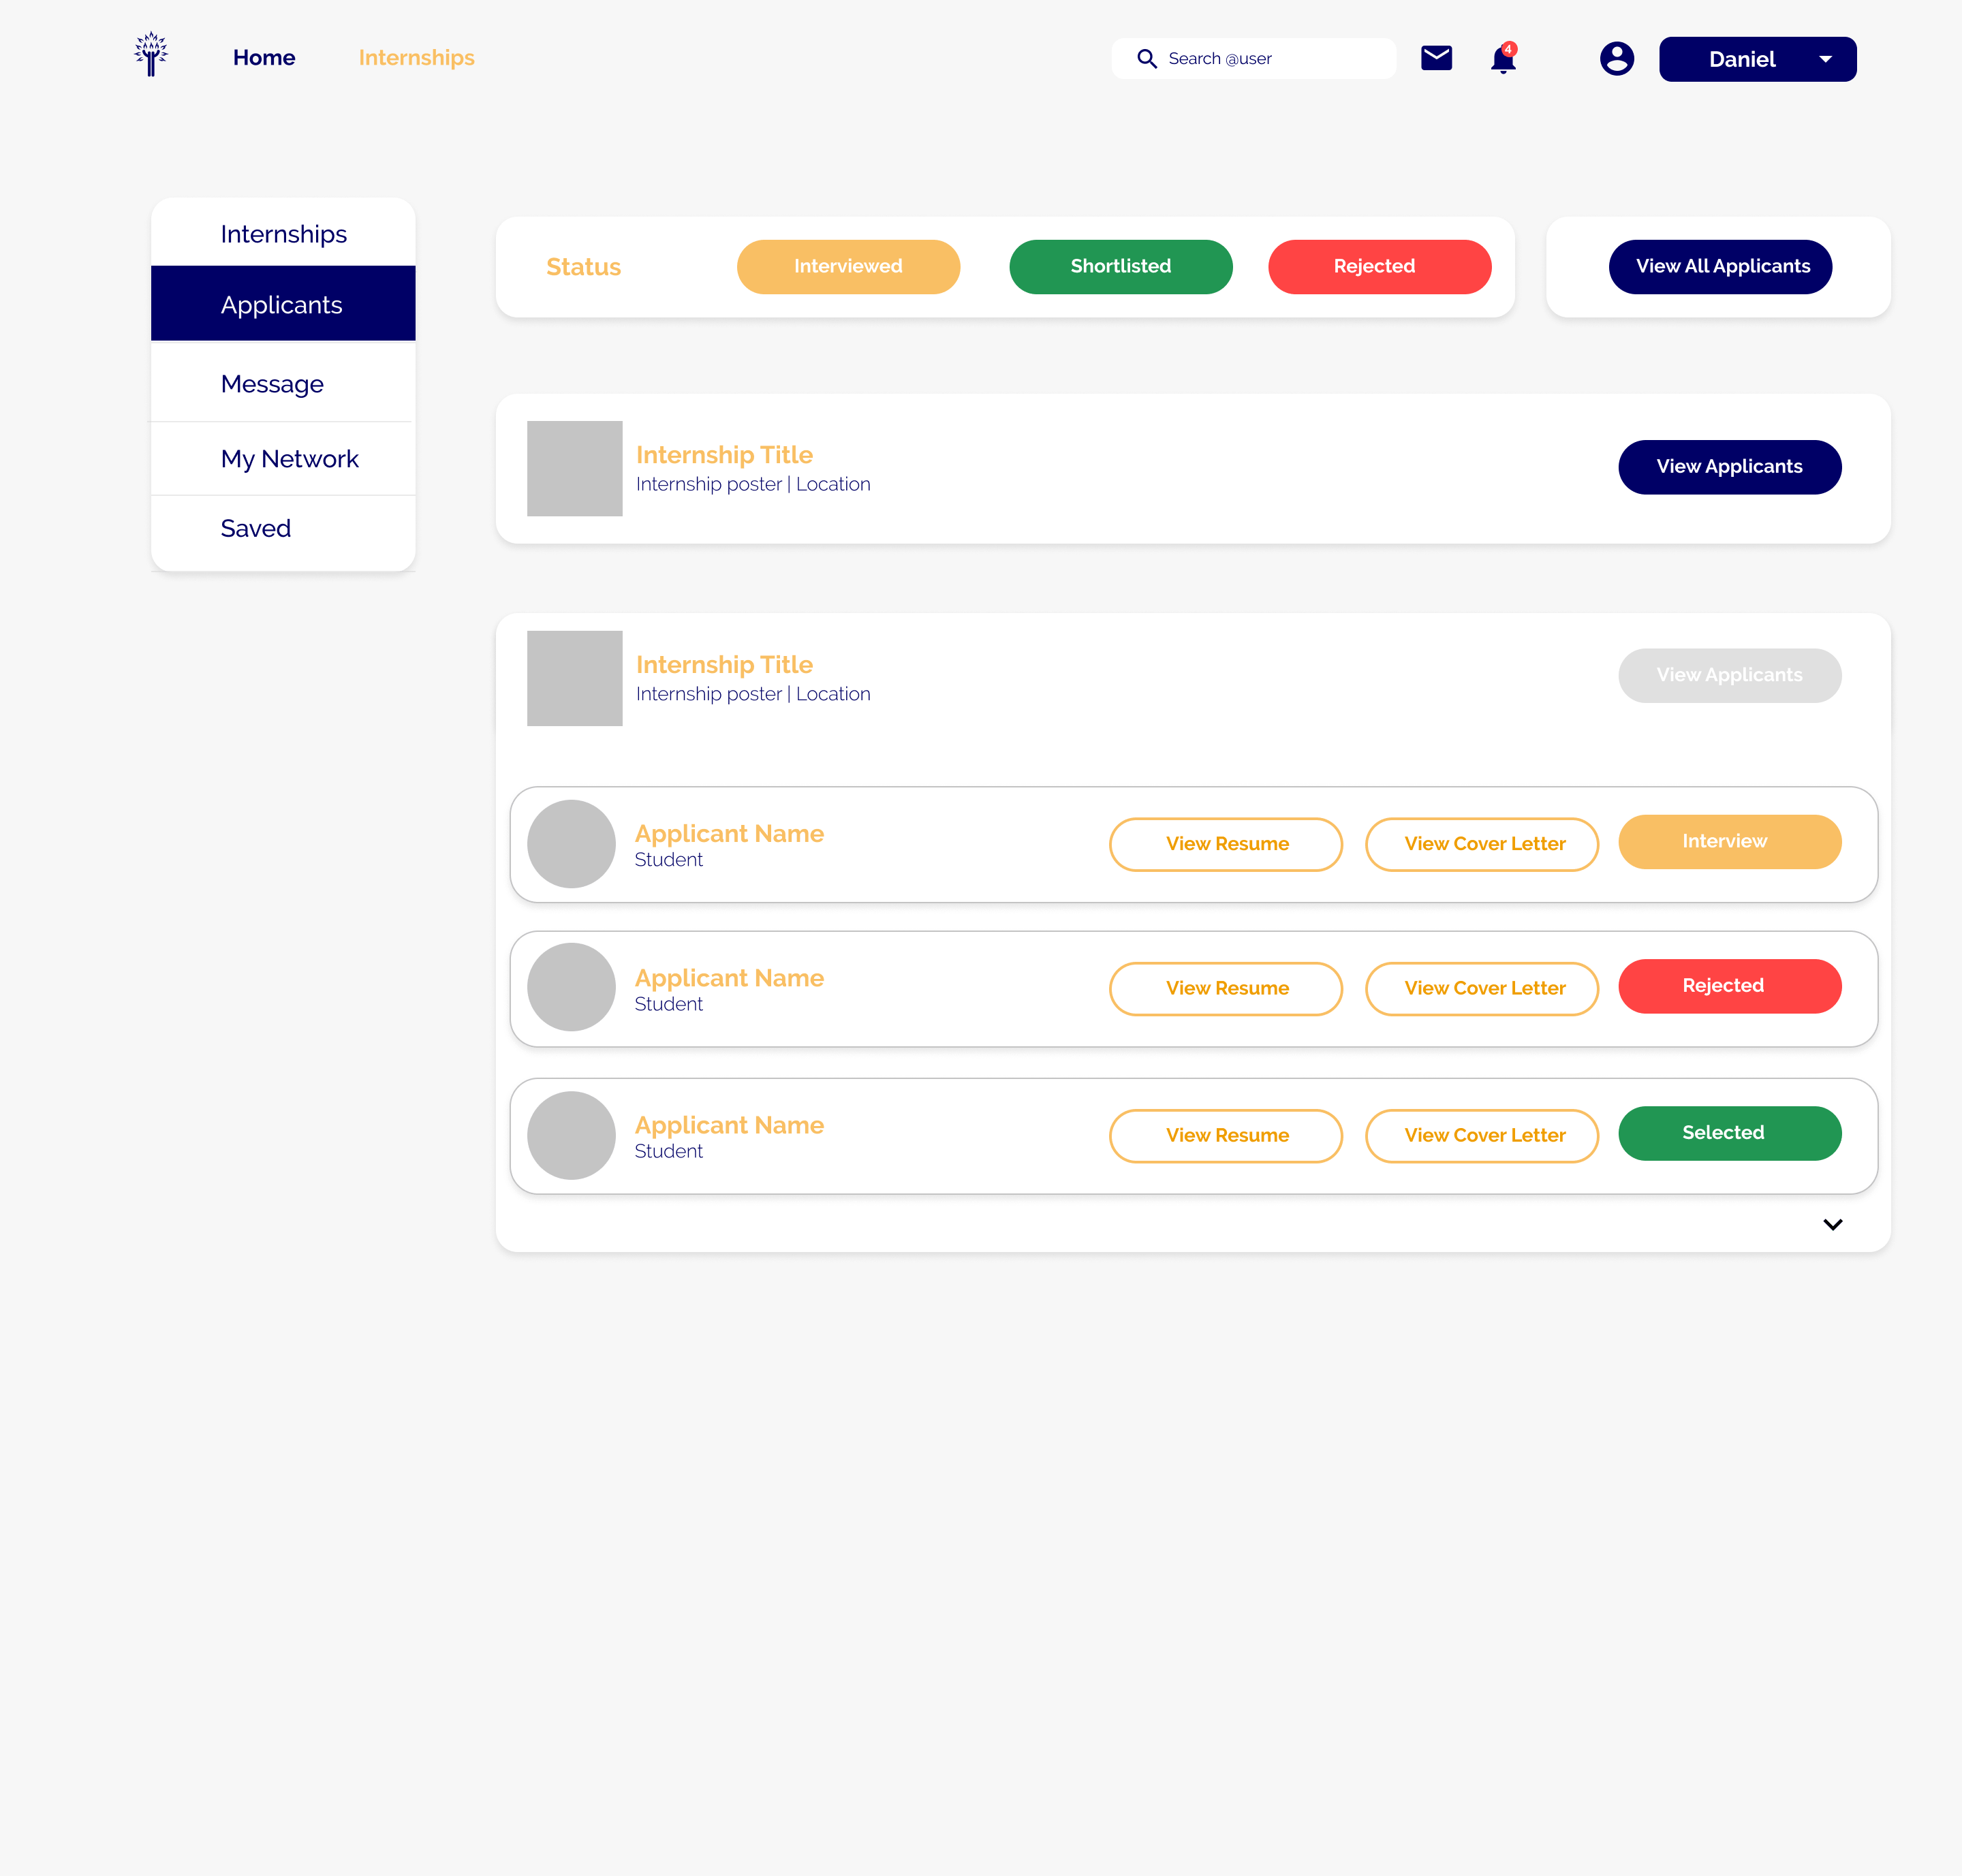 Home
Internships
Search @user
4
Daniel
Internships
Applicants
Message
My Network
Saved
Status
Interviewed
Shortlisted
Rejected
View All Applicants
Internship Title
Internship poster | Location
View Applicants
Internship Title
Internship poster | Location
View Applicants
Applicant Name
Student
View Resume
View Cover Letter
Interview
Applicant Name
Student
View Resume
View Cover Letter
Rejected
Applicant Name
Student
View Resume
View Cover Letter
Selected